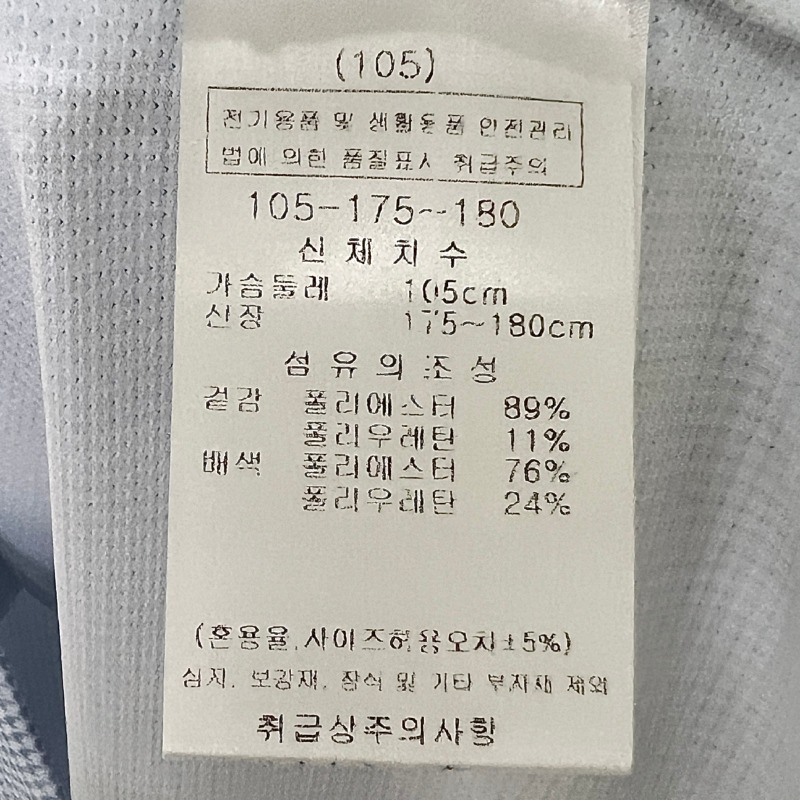 (105)
전기용품 및 생활용품 안전관리
법에 의한 품질표시 취급주의
105-175~180
신체치수
가슴둘레 105cm
신장 175~180cm
섬유의조성
겉감 폴리에스터 89%
폴리우레탄 11%
배색 폴리에스터 76%
폴리우레탄 24%
(혼용율,사이즈허용오치±5%)
심지, 보강재, 장식 및 기타 부자재 제외
취급상주의사항